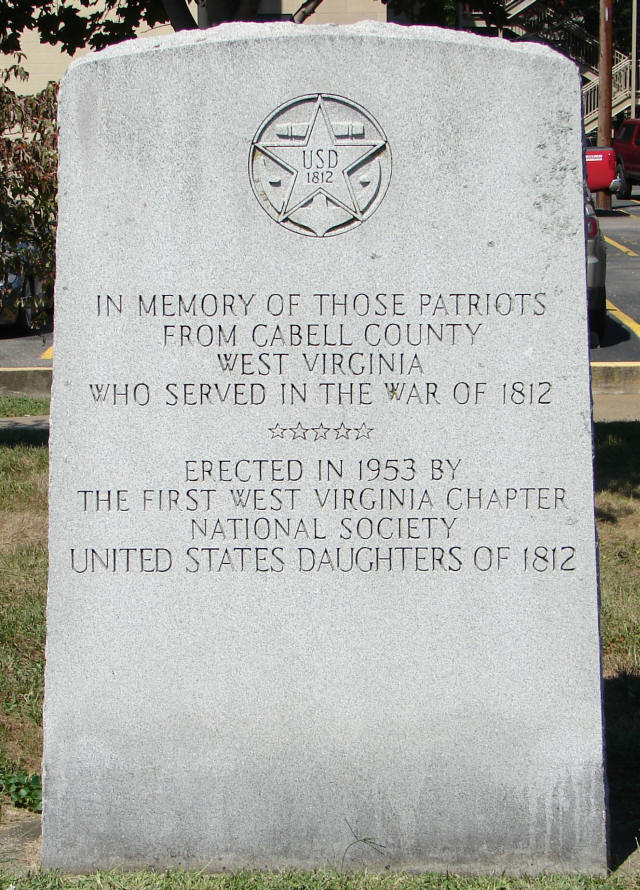 USD
1812
IN MEMORY OF THOSE PATRIOTS
FROM CABELL COUNTY
WEST VIRGINIA
WHO SERVED IN THE WAR OF 1812
☆☆☆☆☆
ERECTED IN 1953 BY
THE FIRST WEST VIRGINIA CHAPTER
NATIONAL SOCIETY
UNITED STATES DAUGHTERS OF 1812